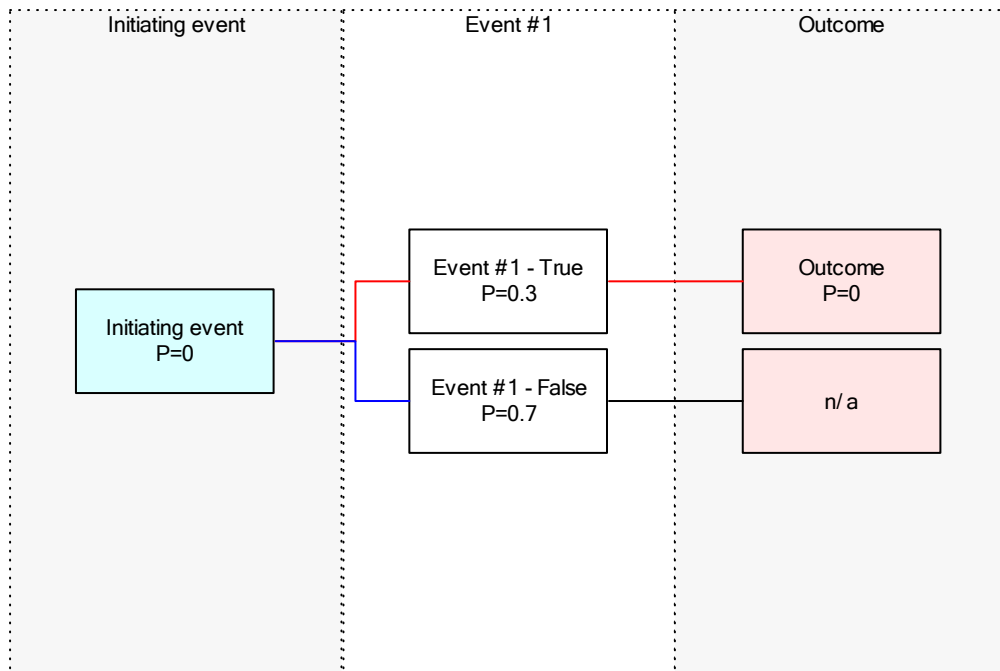 Initiating event
Event #1
Outcome
Event #1 - True
P=0.3
Outcome
P=0
Initiating event
P=0
Event #1 - False
P=0.7
n/ a